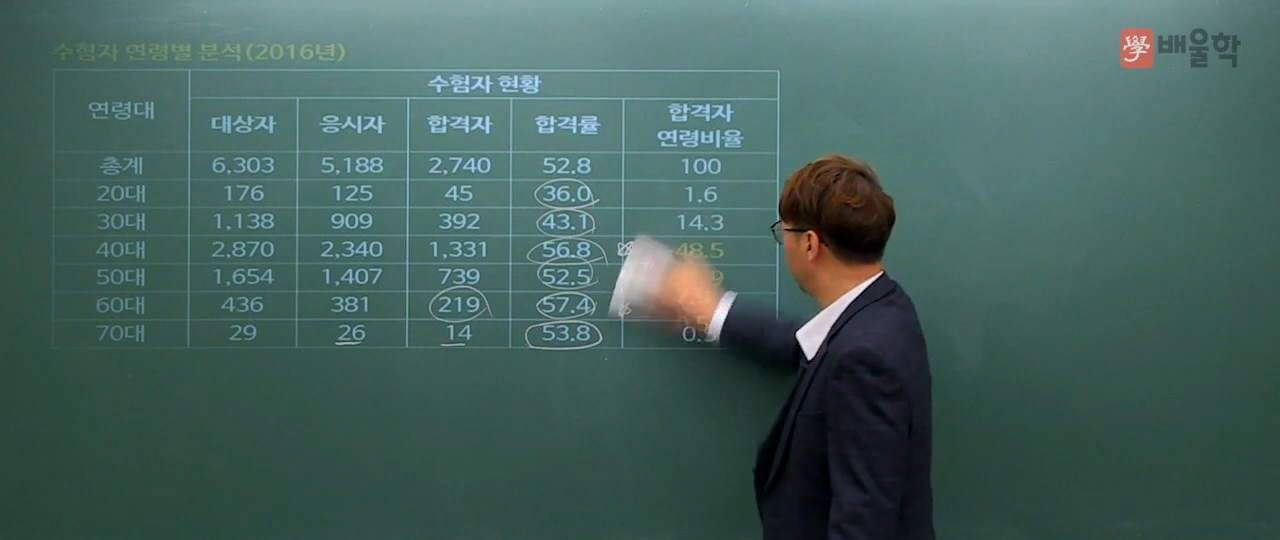 수험자 연령별 분석(2016년)
學 배울학
연령대 수험자 현황
대상자 응시자 합격자 합격률 합격자 연령비율
총계 6,303 5,188 2,740 52.8 100
20대 176 125 45 36.0 1.6
30대 1,138 909 392 43.1 14.3
40대 2,870 2,340 1,331 56.8 48.5
50대 1,654 1,407 739 52.5
60대 436 381 219 57.4
70대 29 26 14 53.8